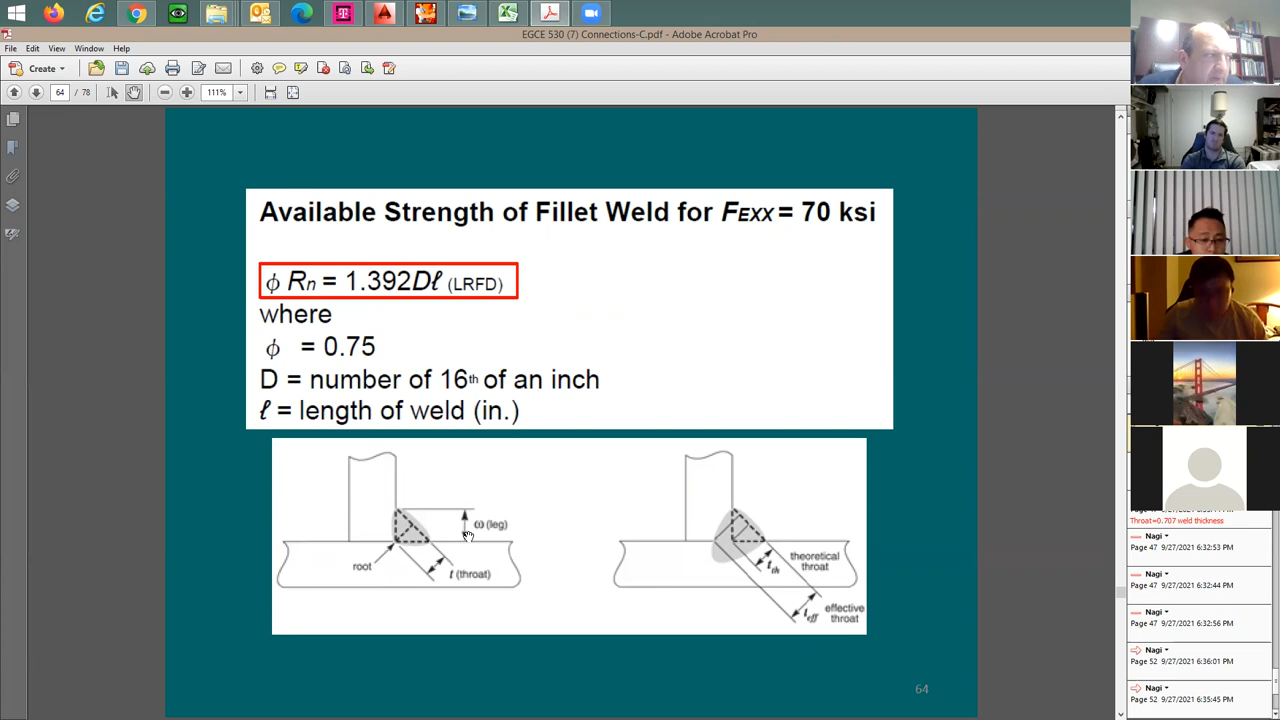 EGCE 530 (7) Connections-C.pdf - Adobe Acrobat Pro
File Edit View Window Help
Create
64 / 78 111%
Available Strength of Fillet Weld for FEXX = 70 ksi
ϕ Rn = 1.392Dℓ (LRFD)
where
ϕ = 0.75
D = number of 16th of an inch
ℓ = length of weld (in.)
ω (leg)
root
t (throat)
theoretical
throat
tth
effective
throat
teff
64
Throat=0.707 weld thickness
Nagi
Page 47 9/27/2021 6:32:53 PM
Nagi
Page 47 9/27/2021 6:32:44 PM
Nagi
Page 47 9/27/2021 6:32:56 PM
Nagi
Page 52 9/27/2021 6:36:01 PM
Nagi
Page 52 9/27/2021 6:35:45 PM